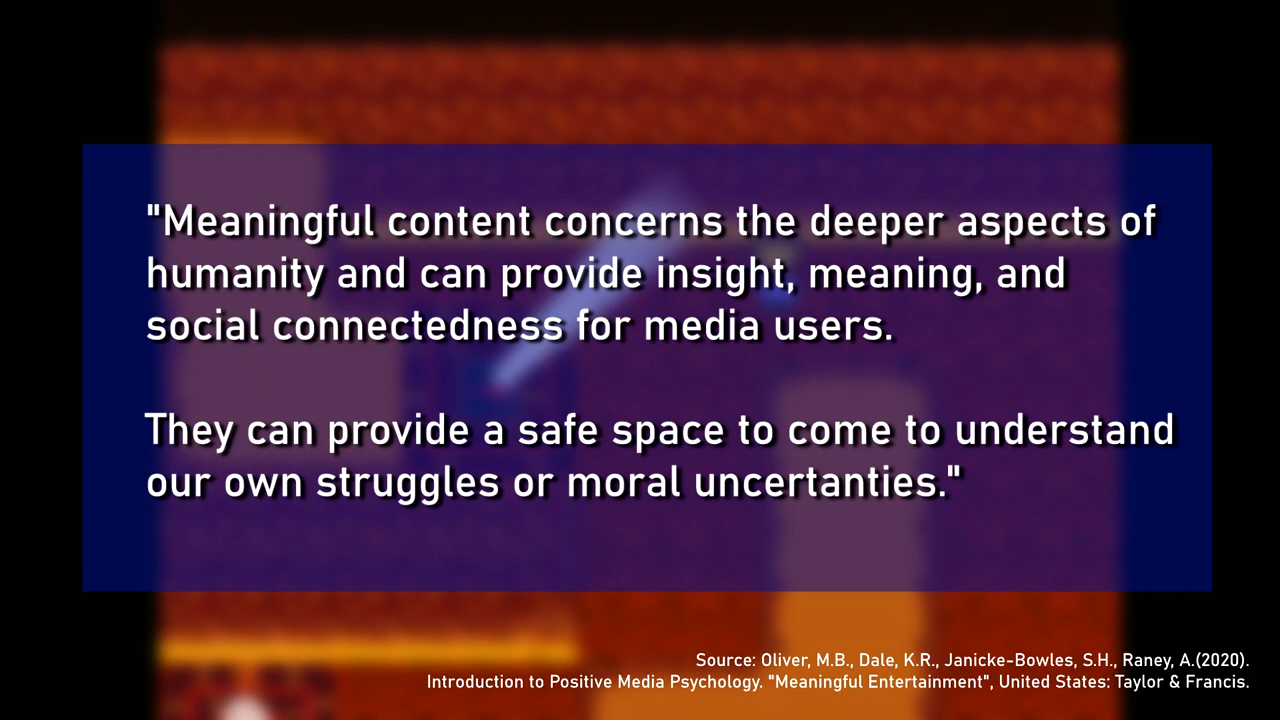 "Meaningful content concerns the deeper aspects of
humanity and can provide insight, meaning, and
social connectedness for media users.
They can provide a safe space to come to understand
our own struggles or moral uncertanties."
Source: Oliver, M.B., Dale, K.R., Janicke-Bowles, S.H., Raney, A.(2020).
Introduction to Positive Media Psychology. "Meaningful Entertainment", United States: Taylor & Francis.